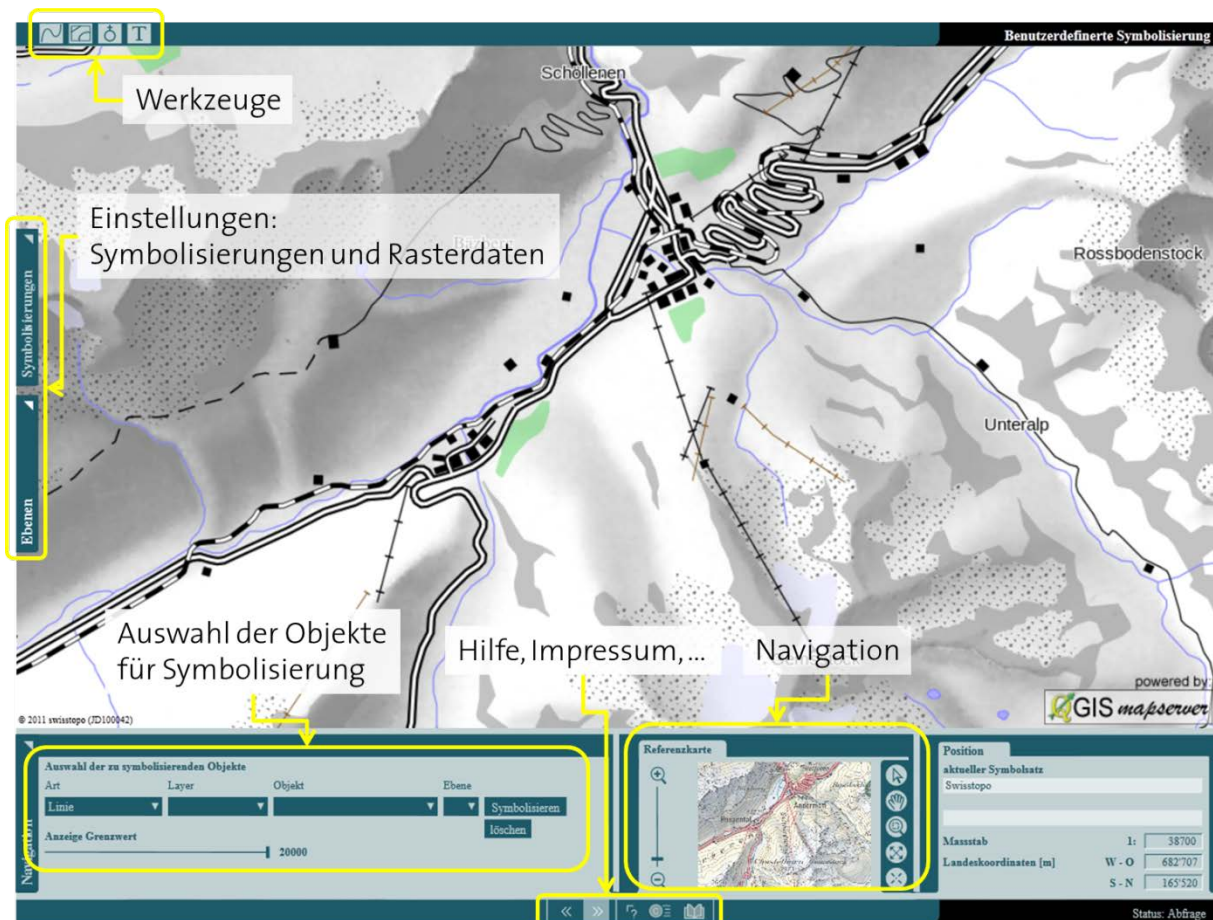 T
Benutzerdefinierte Symbolisierung
Schöllenen
Werkzeuge
Einstellungen:
Symbolisierungen und Rasterdaten
Symbolisierungen
Rossbodenstock
Unteralp
Ebenen
Auswahl der Objekte
für Symbolisierung
Hilfe, Impressum, ...
Navigation
powered by:
GIS mapserver
© 2011 swisstopo (JD100042)
Navigation
Auswahl der zu symbolisierenden Objekte
Art Layer Objekt Ebene
Linie Symbolisieren
löschen
Anzeige Grenzwert
20000
Referenzkarte
Andermatt
Hospental
Position
aktueller Symbolsatz
Swisstopo
Massstab 1: 38700
Landeskoordinaten [m] W - O 682'707
S - N 165'520
« » ?
Status: Abfrage